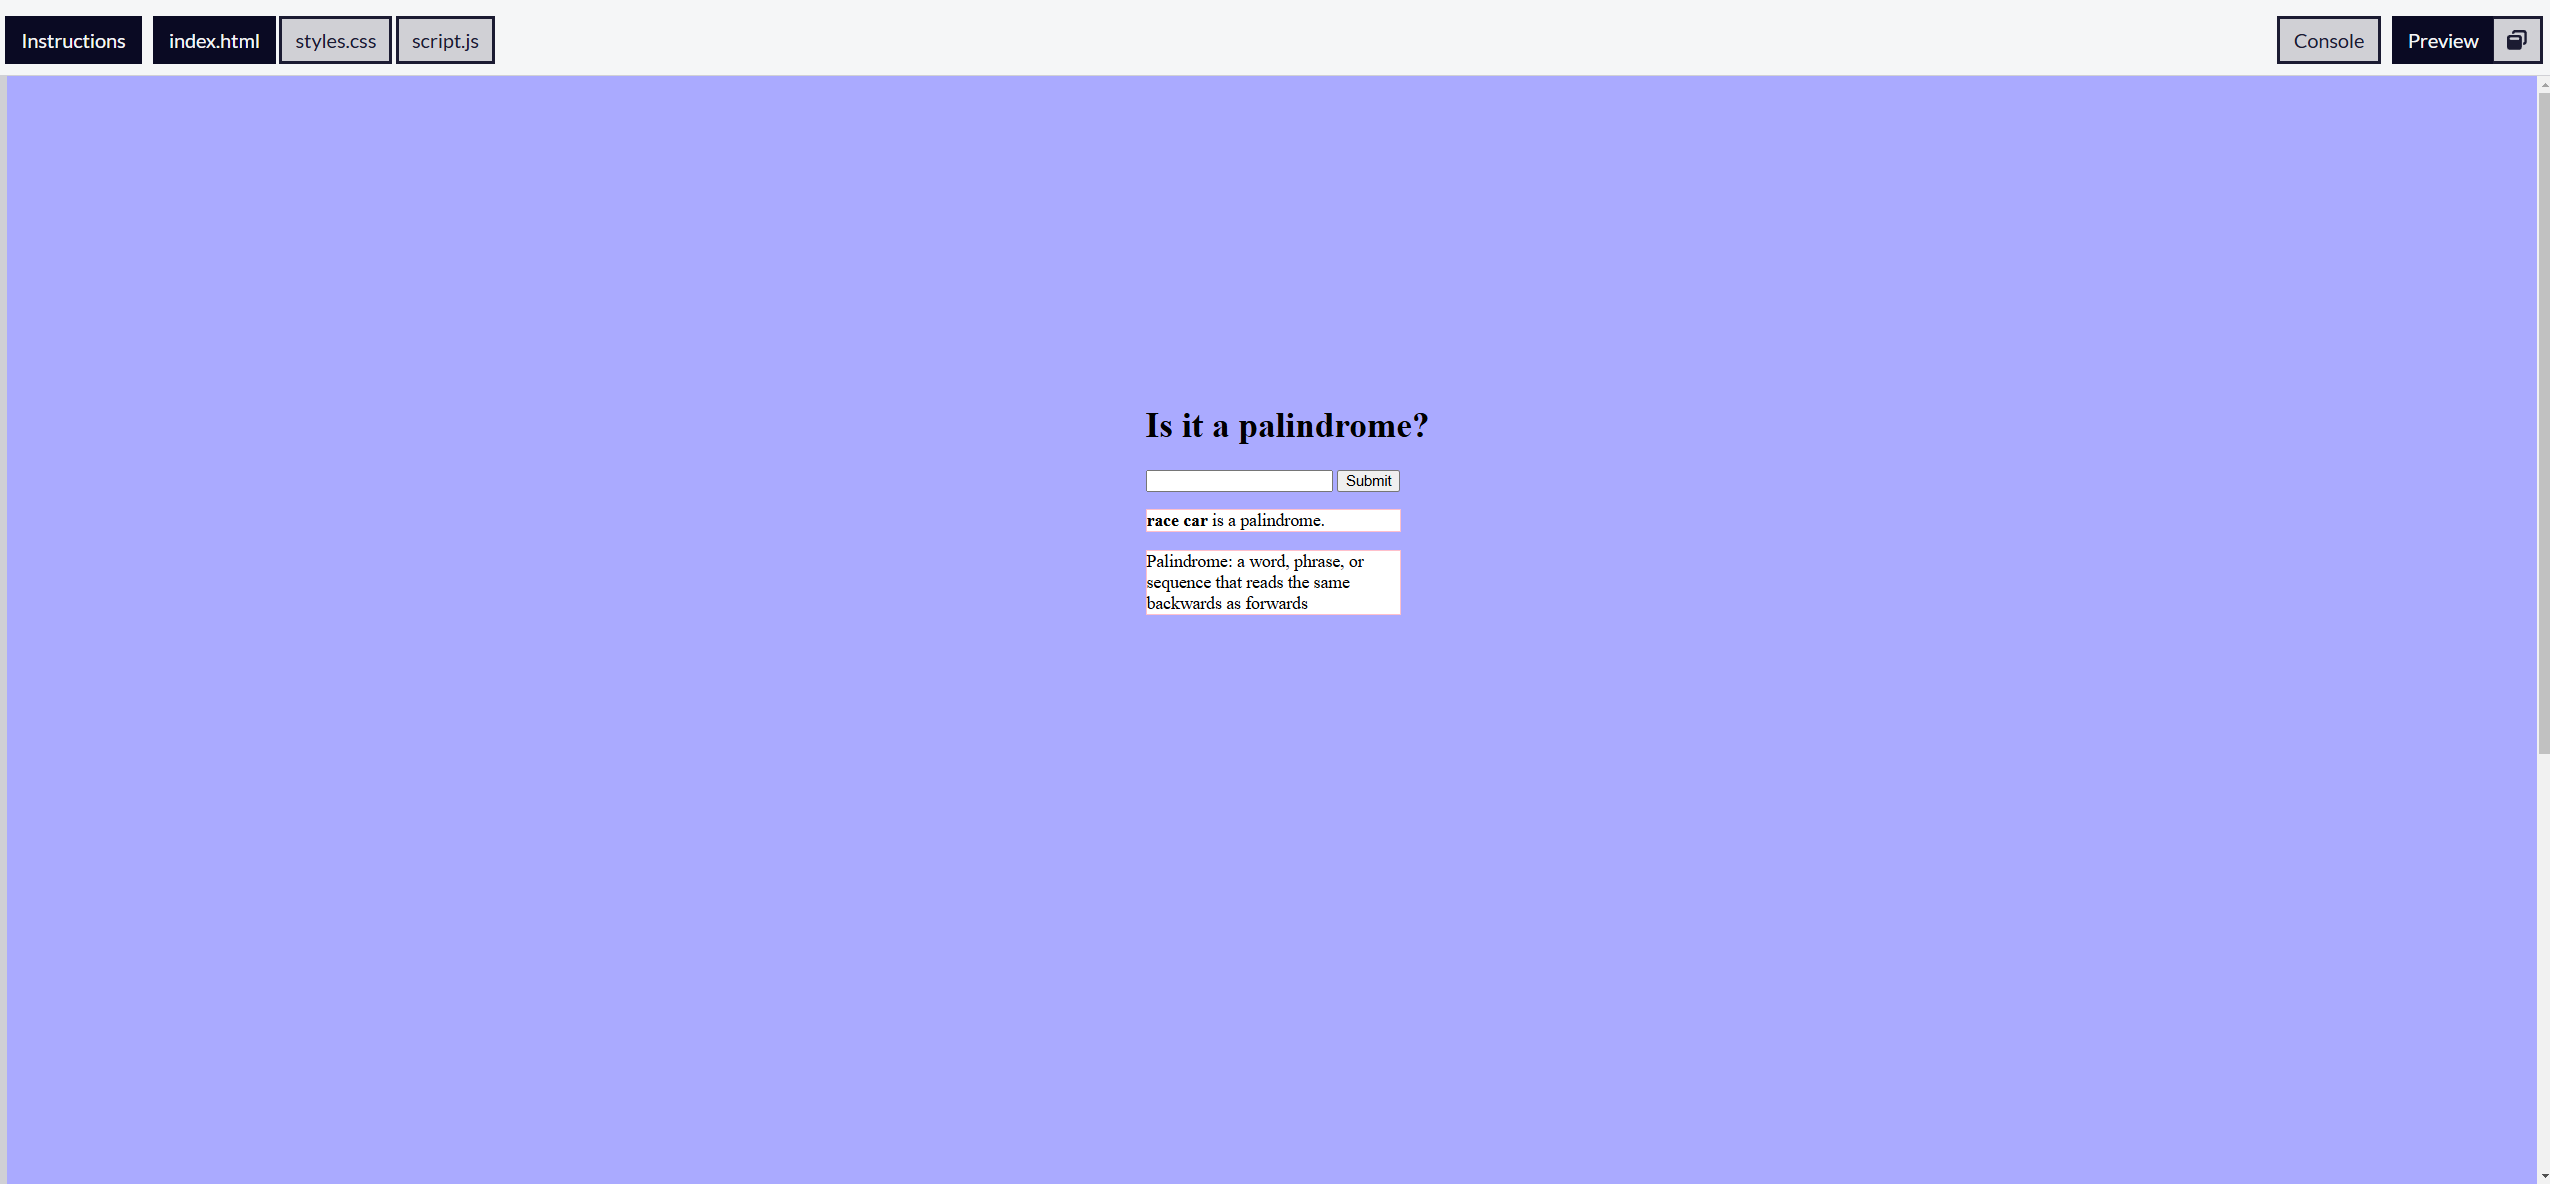 Instructions index.html styles.css script.js Console Preview
Is it a palindrome?
Submit
race car is a palindrome.
Palindrome: a word, phrase, or
sequence that reads the same
backwards as forwards